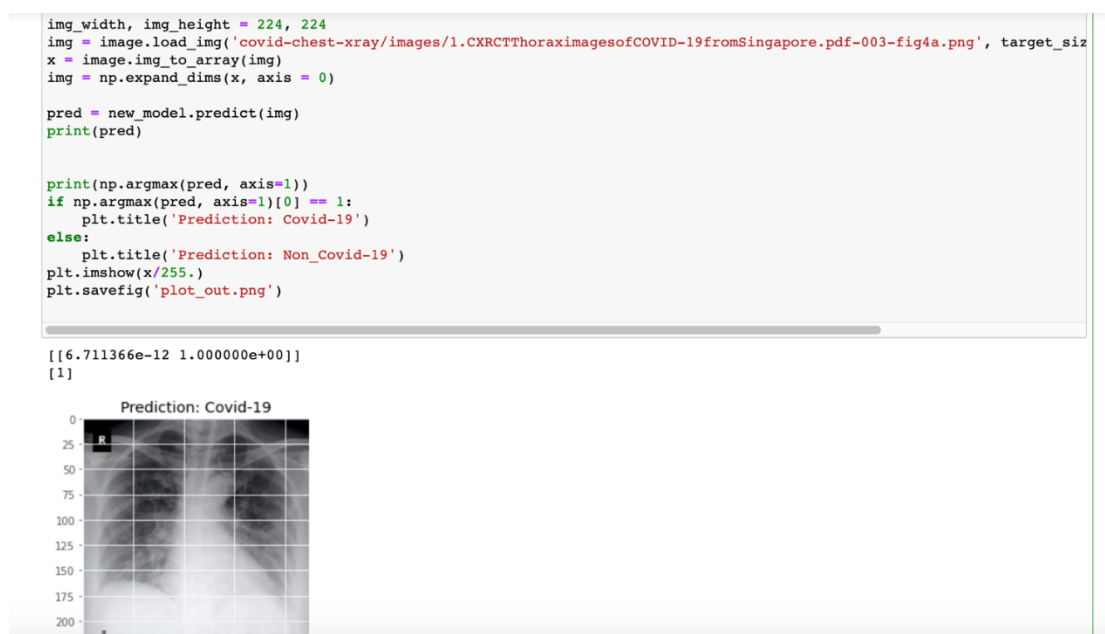 img_width, img_height = 224, 224
img = image.load_img('covid-chest-xray/images/1.CXRCTThoraximagesofCOVID-19fromSingapore.pdf-003-fig4a.png', target_siz
x = image.img_to_array(img)
img = np.expand_dims(x, axis = 0)
pred = new_model.predict(img)
print(pred)
print(np.argmax(pred, axis=1))
if np.argmax(pred, axis=1)[0] == 1:
    plt.title('Prediction: Covid-19')
else:
    plt.title('Prediction: Non_Covid-19')
plt.imshow(x/255.)
plt.savefig('plot_out.png')
[[6.711366e-12 1.000000e+00]]
[1]
Prediction: Covid-19
0
R
25
50
75
100
125
150
175
200